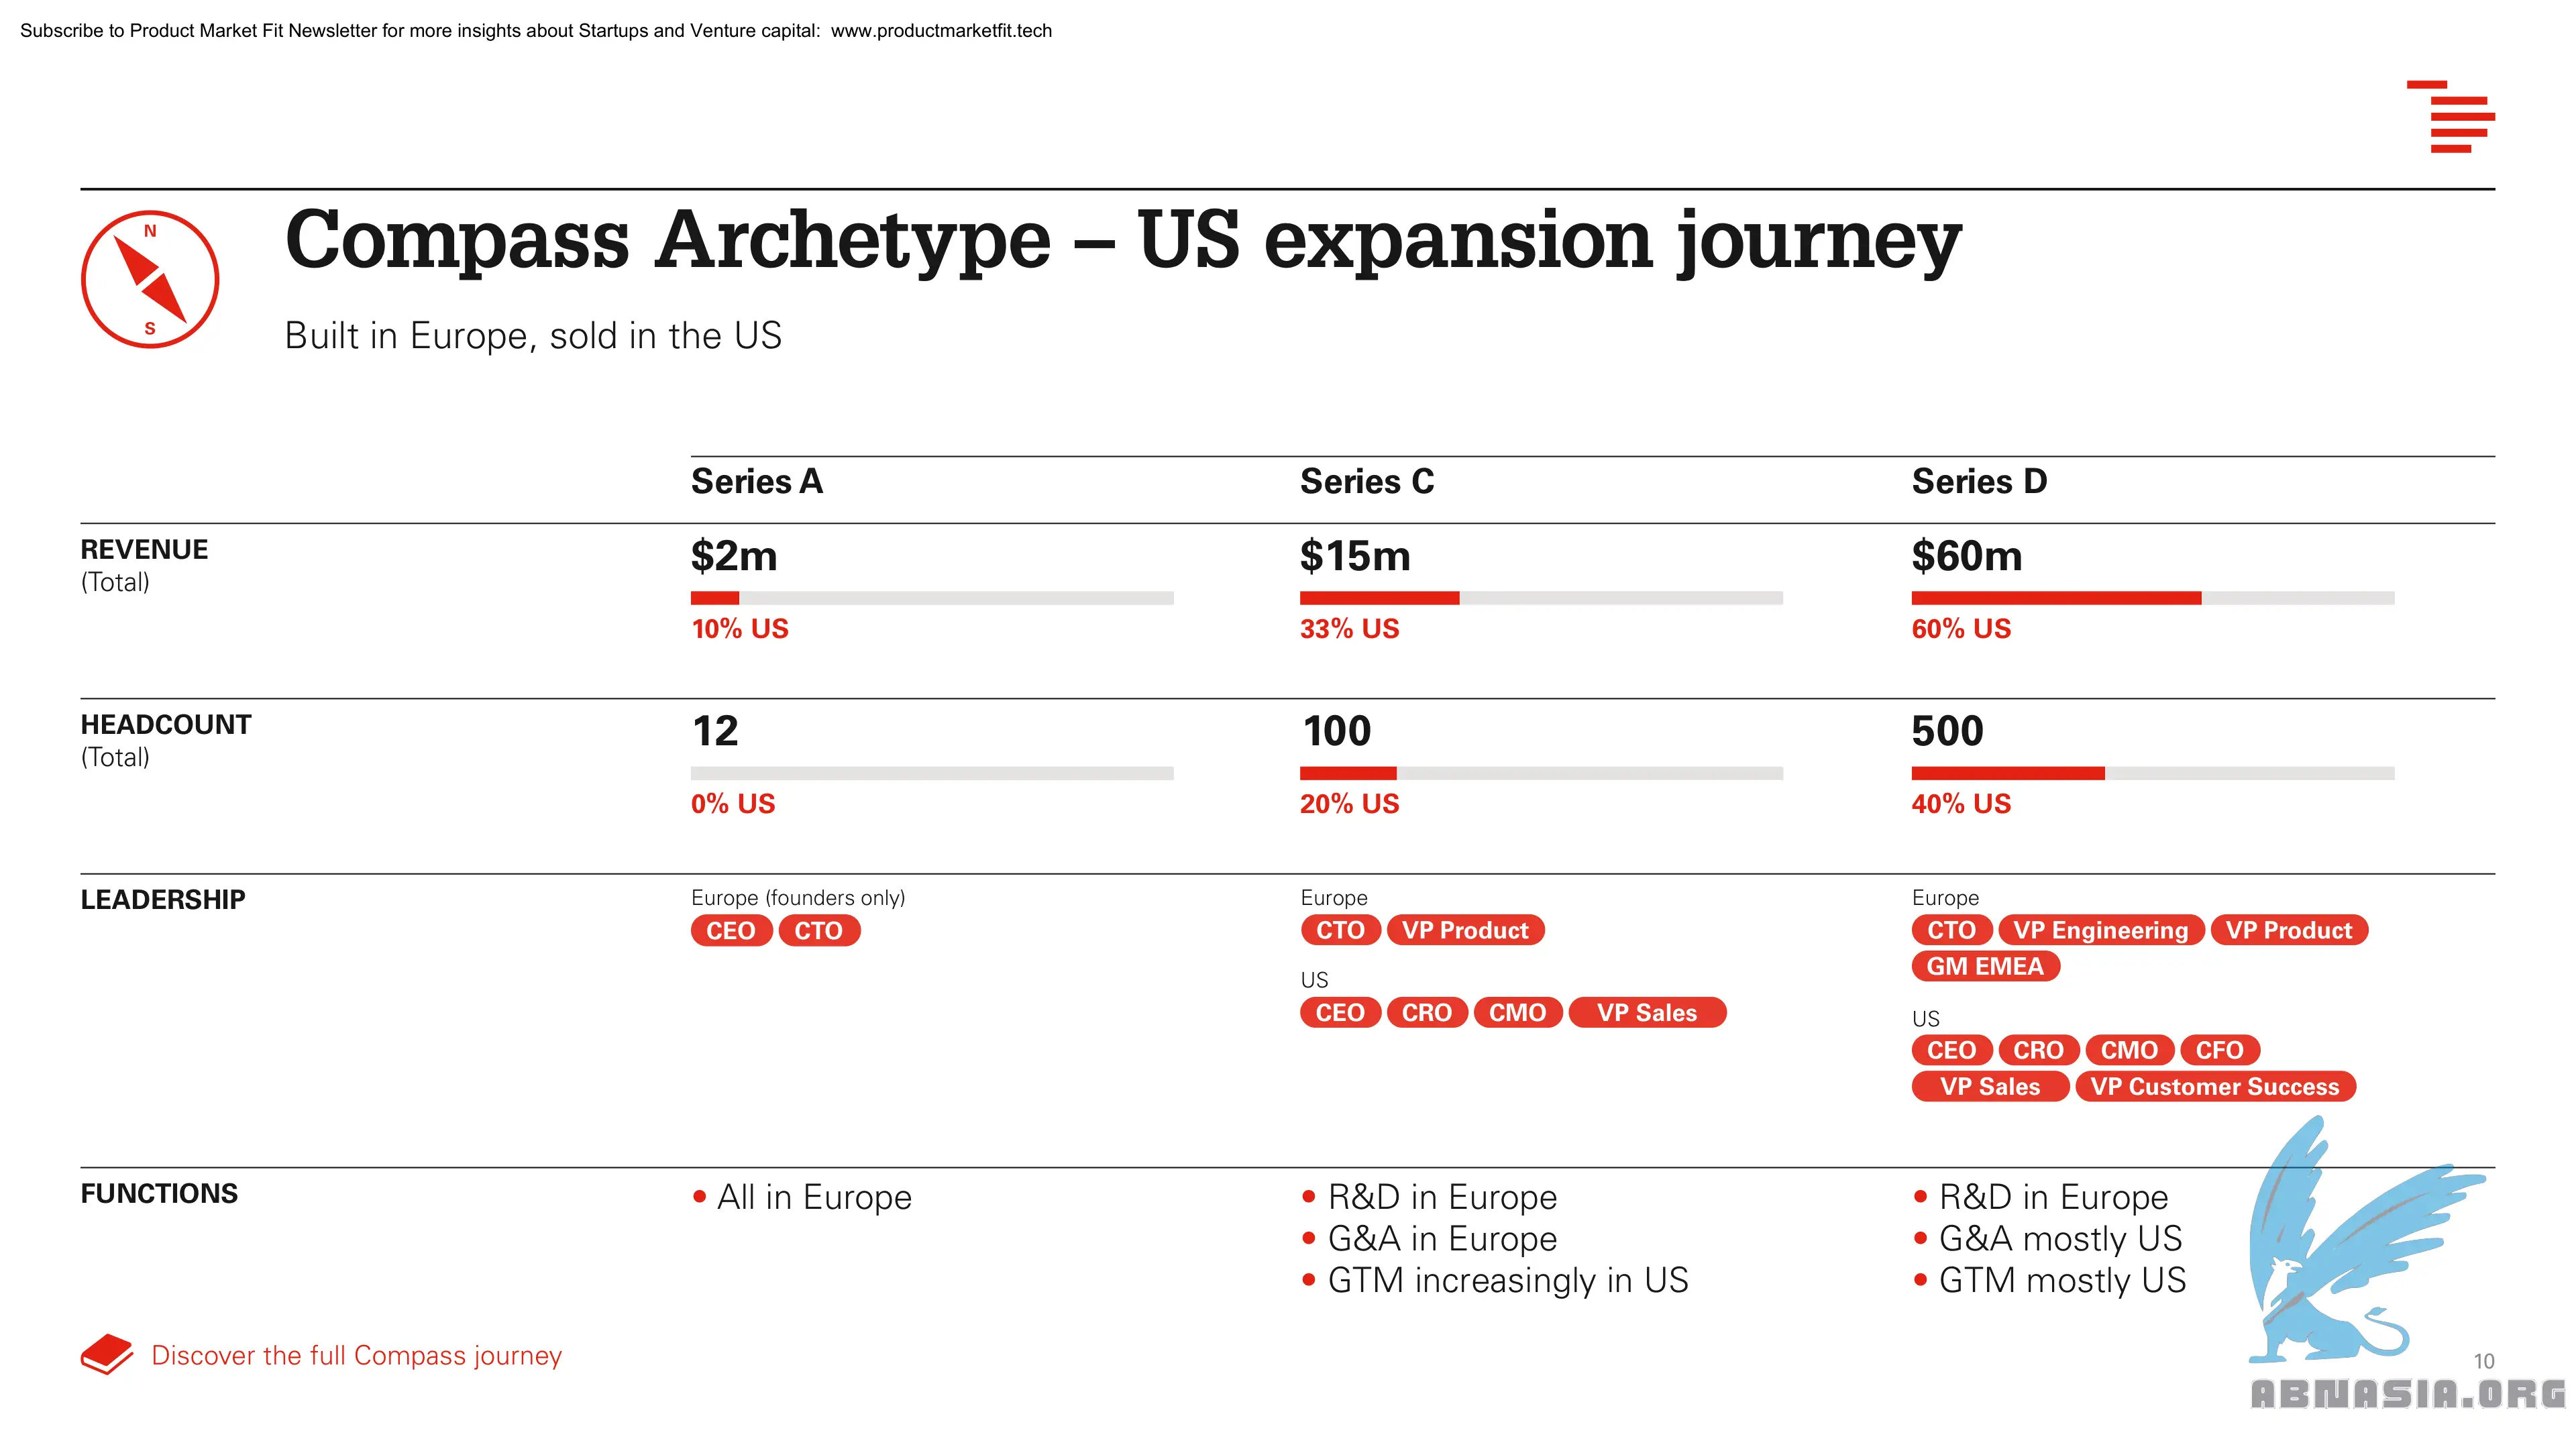 Subscribe to Product Market Fit Newsletter for more insights about Startups and Venture capital:  www.productmarketfit.tech
N
S
Compass Archetype – US expansion journey
Built in Europe, sold in the US
Series A
Series C
Series D
REVENUE
(Total)
$2m
10% US
$15m
33% US
$60m
60% US
HEADCOUNT
(Total)
12
0% US
100
20% US
500
40% US
LEADERSHIP
Europe (founders only)
CEO CTO
Europe
CTO VP Product
US
CEO CRO CMO VP Sales
Europe
CTO VP Engineering VP Product
GM EMEA
US
CEO CRO CMO CFO
VP Sales VP Customer Success
FUNCTIONS
• All in Europe
• R&D in Europe
• G&A in Europe
• GTM increasingly in US
• R&D in Europe
• G&A mostly US
• GTM mostly US
Discover the full Compass journey
10
ABNASIA.ORG